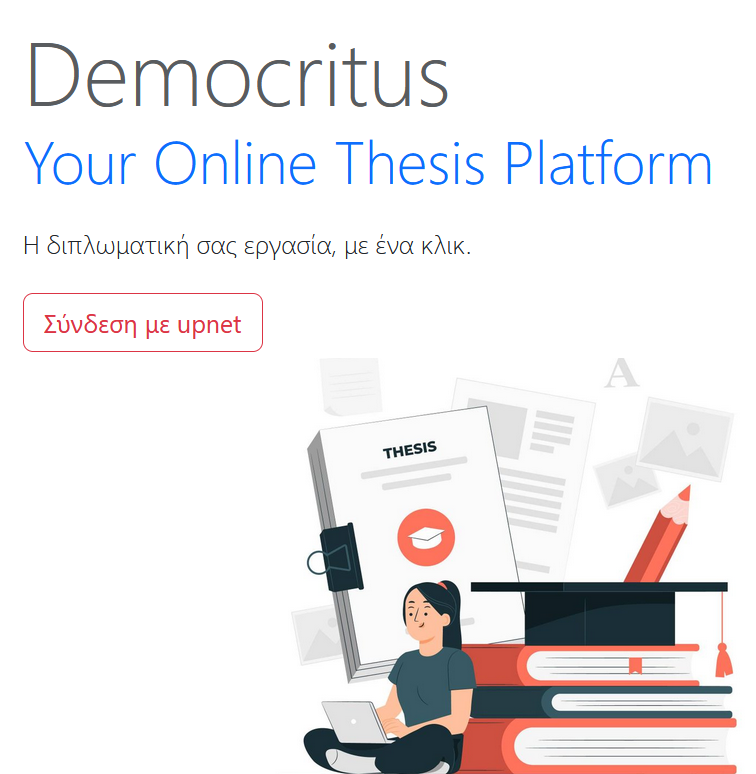 Democritus
Your Online Thesis Platform
Η διπλωματική σας εργασία, με ένα κλικ.
Σύνδεση με upnet
A
THESIS